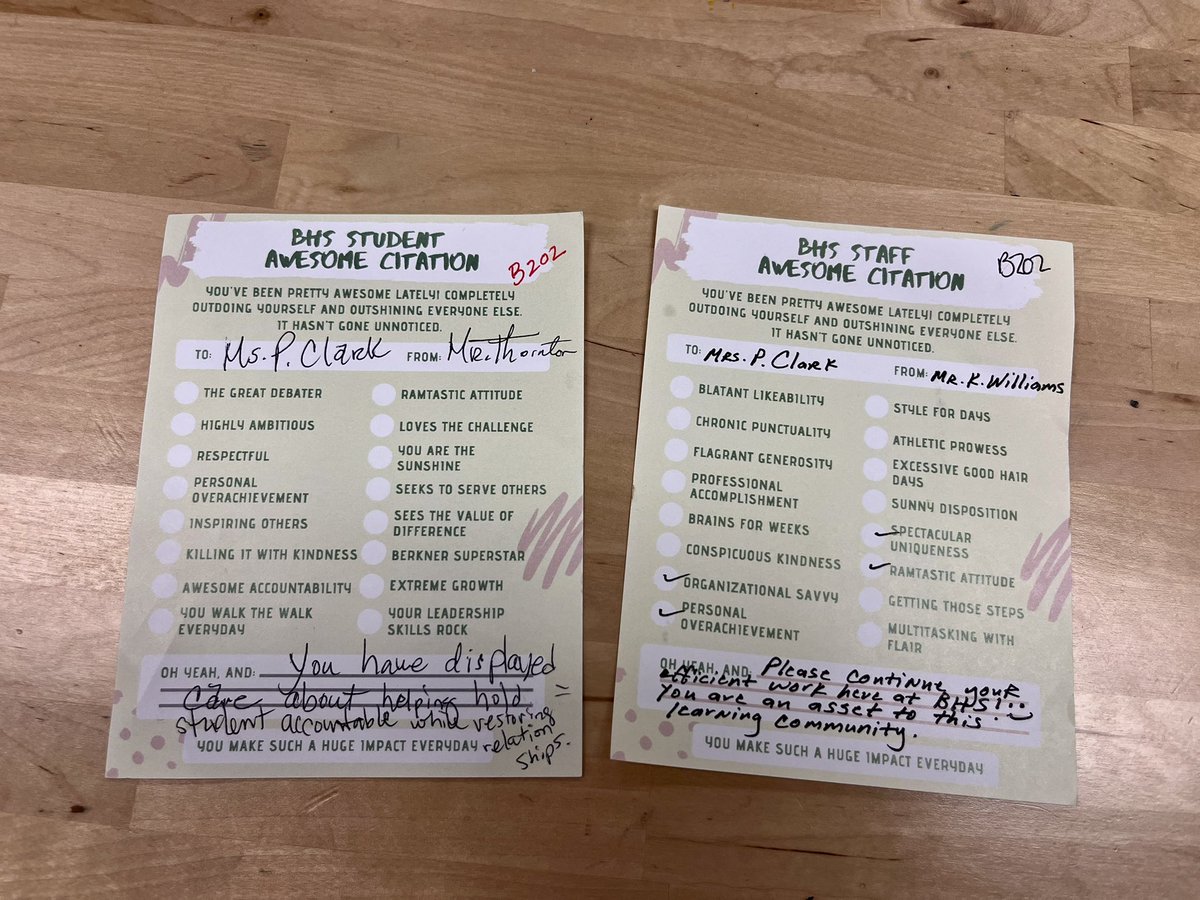 BHS STUDENT
AWESOME CITATION
B202
YOU'VE BEEN PRETTY AWESOME LATELY! COMPLETELY
OUTDOING YOURSELF AND OUTSHINING EVERYONE ELSE.
IT HASN'T GONE UNNOTICED.
TO: Ms. P. Clark FROM: Mr. Thornton
THE GREAT DEBATER
HIGHLY AMBITIOUS
RESPECTFUL
PERSONAL
OVERACHIEVEMENT
INSPIRING OTHERS
KILLING IT WITH KINDNESS
AWESOME ACCOUNTABILITY
YOU WALK THE WALK
EVERYDAY
RAMTASTIC ATTITUDE
LOVES THE CHALLENGE
YOU ARE THE
SUNSHINE
SEEKS TO SERVE OTHERS
SEES THE VALUE OF
DIFFERENCE
BERKNER SUPERSTAR
EXTREME GROWTH
YOUR LEADERSHIP
SKILLS ROCK
OH YEAH, AND: You have displayed
care about helping hold
student accountable while restoring
relation
ships.
YOU MAKE SUCH A HUGE IMPACT EVERYDAY
BHS STAFF
AWESOME CITATION
B202
YOU'VE BEEN PRETTY AWESOME LATELY! COMPLETELY
OUTDOING YOURSELF AND OUTSHINING EVERYONE ELSE.
IT HASN'T GONE UNNOTICED.
TO: Mrs. P. Clark FROM: Mr. K. Williams
BLATANT LIKEABILITY
CHRONIC PUNCTUALITY
FLAGRANT GENEROSITY
PROFESSIONAL
ACCOMPLISHMENT
BRAINS FOR WEEKS
CONSPICUOUS KINDNESS
ORGANIZATIONAL SAVVY
PERSONAL
OVERACHIEVEMENT
STYLE FOR DAYS
ATHLETIC PROWESS
EXCESSIVE GOOD HAIR
DAYS
SUNNY DISPOSITION
SPECTACULAR
UNIQUENESS
RAMTASTIC ATTITUDE
GETTING THOSE STEPS
MULTITASKING WITH
FLAIR
OH YEAH, AND: Please continue your
efficient work here at BHS!
You are an asset to this
learning community.
YOU MAKE SUCH A HUGE IMPACT EVERYDAY